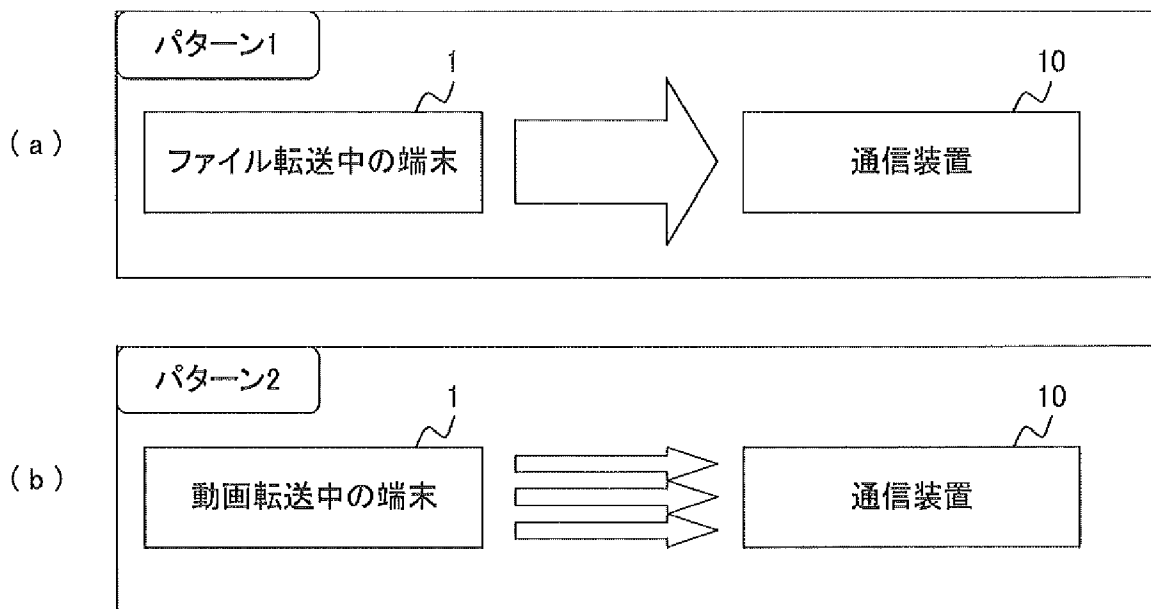 パターン1
1
10
(a)
ファイル転送中の端末
通信装置
パターン2
1
10
(b)
動画転送中の端末
通信装置